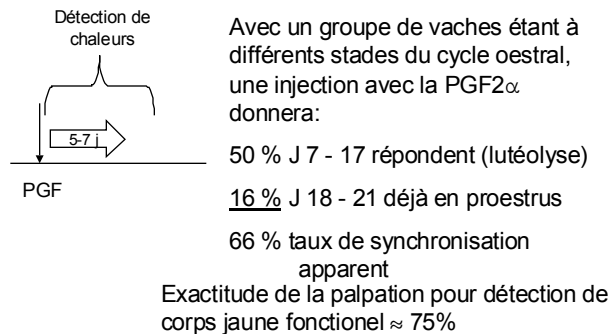 Détection de
chaleurs
5-7 j
PGF
Avec un groupe de vaches étant à
différents stades du cycle oestral,
une injection avec la PGF2α
donnera:
50 % J 7 - 17 répondent (lutéolyse)
16 % J 18 - 21 déjà en proestrus
66 % taux de synchronisation
apparent
Exactitude de la palpation pour détection de
corps jaune fonctionel ≈ 75%